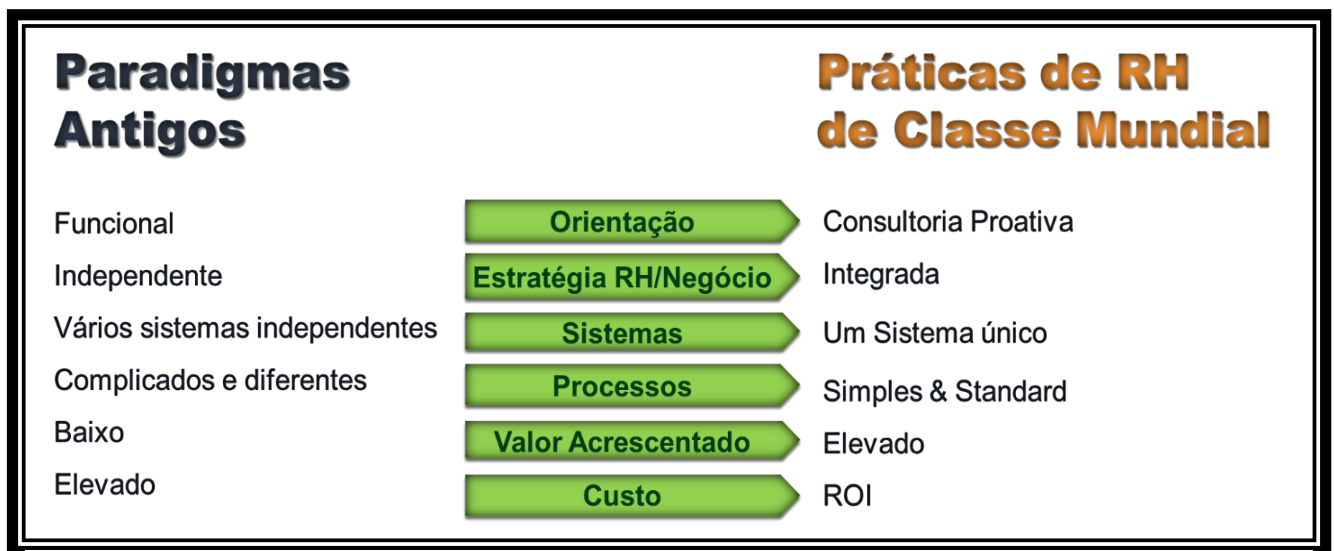 Paradigmas
Antigos
Práticas de RH
de Classe Mundial
Funcional
Orientação
Consultoria Proativa
Independente
Estratégia RH/Negócio
Integrada
Vários sistemas independentes
Sistemas
Um Sistema único
Complicados e diferentes
Processos
Simples & Standard
Baixo
Valor Acrescentado
Elevado
Elevado
Custo
ROI